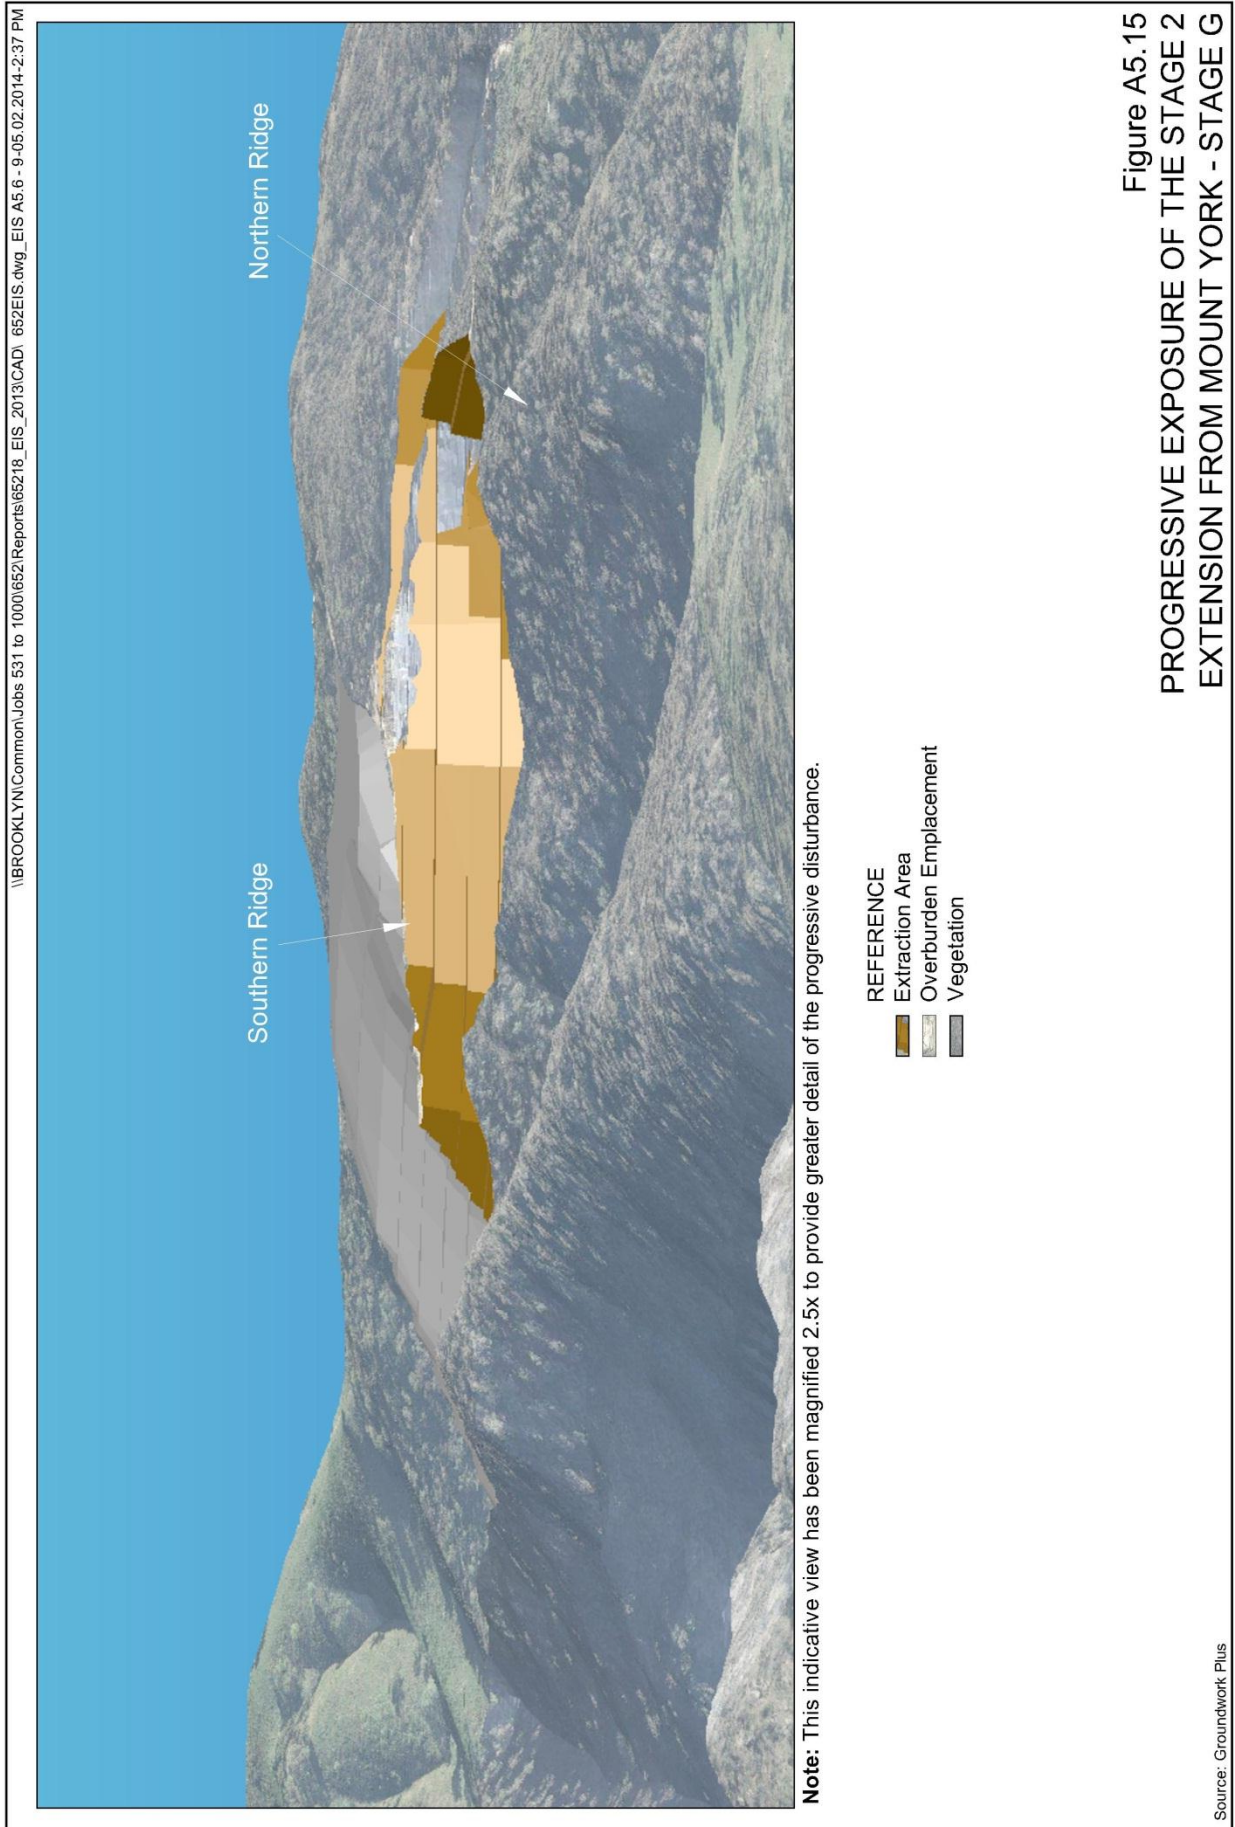 \\BROOKLYN\Common\Jobs 531 to 1000\652\Reports\65218_EIS_2013\CAD\ 652EIS.dwg_EIS A5.6 - 9-05.02.2014-2:37 PM
Southern Ridge
Northern Ridge
Note: This indicative view has been magnified 2.5x to provide greater detail of the progressive disturbance.
REFERENCE
Extraction Area
Overburden Emplacement
Vegetation
Figure A5.15
PROGRESSIVE EXPOSURE OF THE STAGE 2
EXTENSION FROM MOUNT YORK - STAGE G
Source: Groundwork Plus